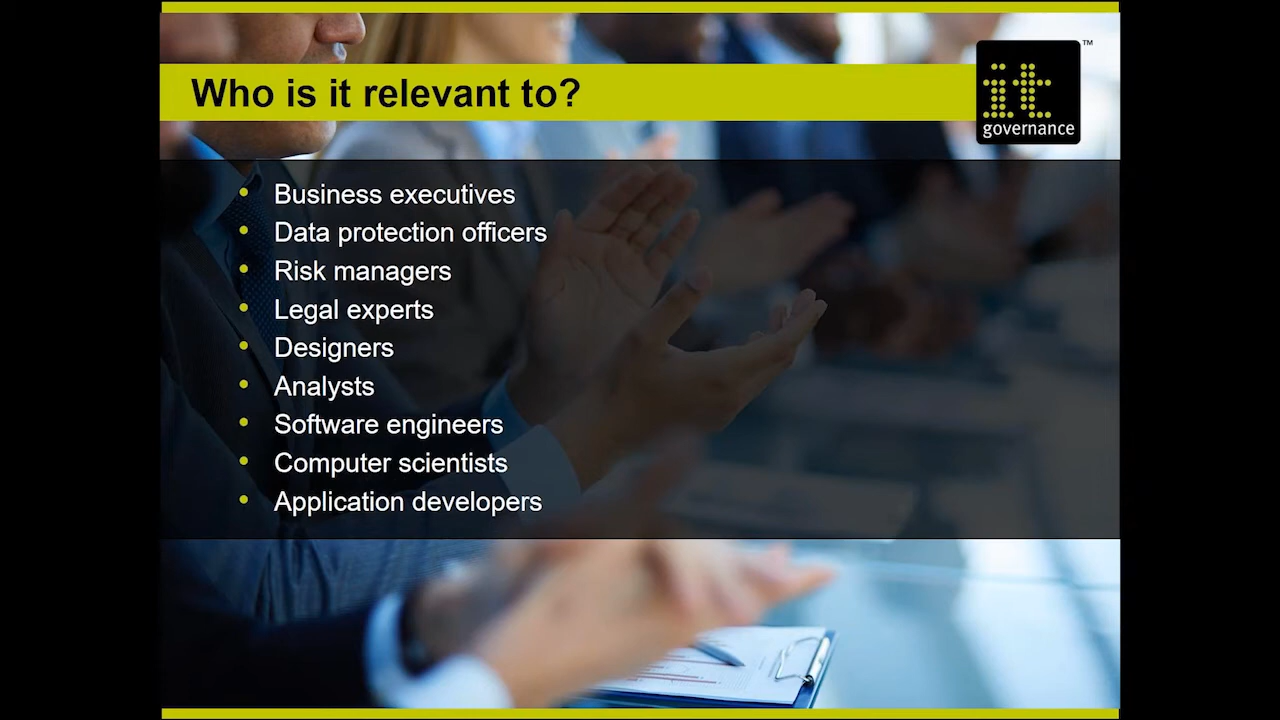 Who is it relevant to?
it
governance
TM
• Business executives
• Data protection officers
• Risk managers
• Legal experts
• Designers
• Analysts
• Software engineers
• Computer scientists
• Application developers